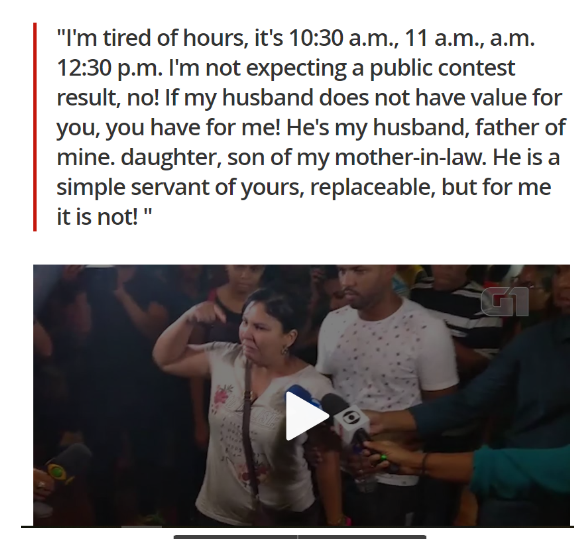 "I'm tired of hours, it's 10:30 a.m., 11 a.m., a.m.
12:30 p.m. I'm not expecting a public contest
result, no! If my husband does not have value for
you, you have for me! He's my husband, father of
mine. daughter, son of my mother-in-law. He is a
simple servant of yours, replaceable, but for me
it is not! "
G1